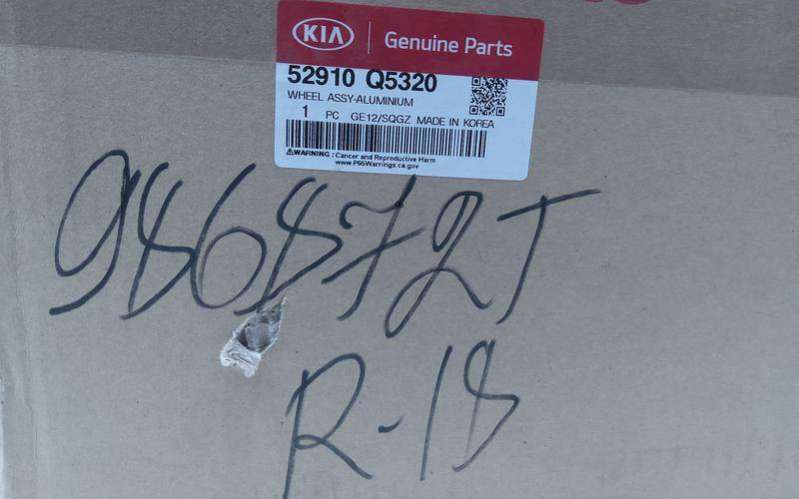 KIA Genuine Parts
52910 Q5320
WHEEL ASSY-ALUMINIUM
1 PC GE12/SQGZ MADE IN KOREA
WARNING : Cancer and Reproductive Harm
www.P65Warnings.ca.gov
986872T
R-18